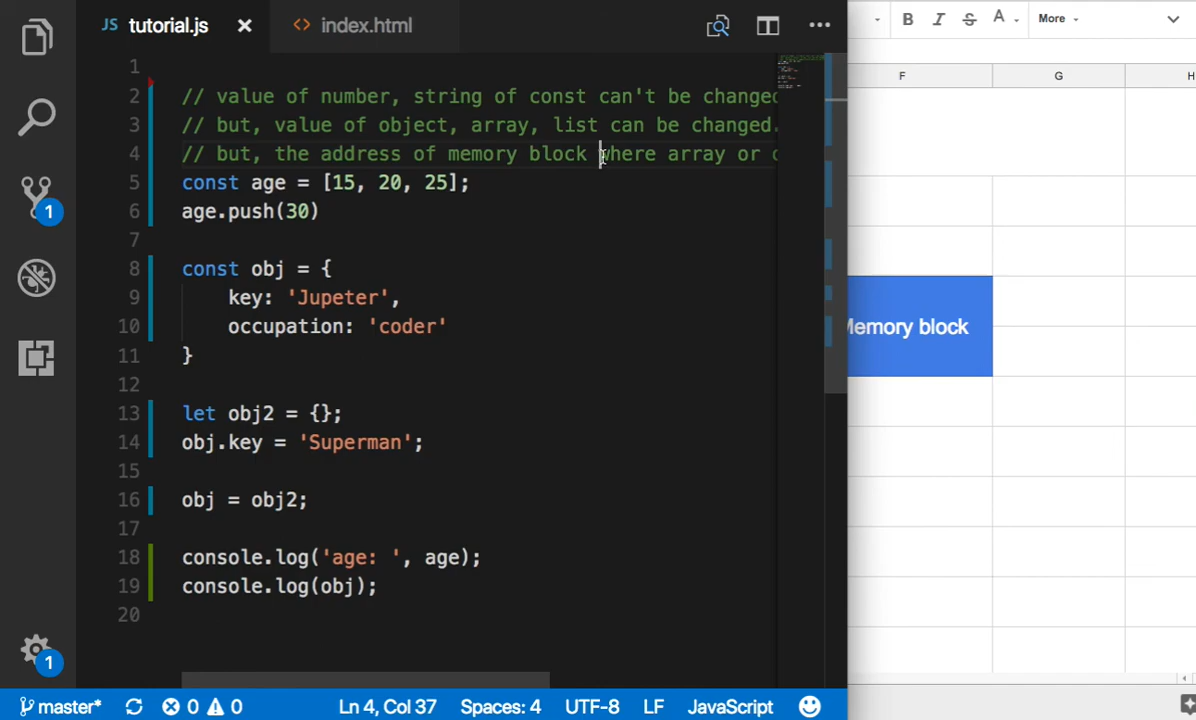 JS tutorial.js ×
<> index.html
1
2 // value of number, string of const can't be changed
3 // but, value of object, array, list can be changed.
4 // but, the address of memory block where array or
5 const age = [15, 20, 25];
6 age.push(30)
7
8 const obj = {
9 key: 'Jupeter',
10 occupation: 'coder'
11 }
12
13 let obj2 = {};
14 obj.key = 'Superman';
15
16 obj = obj2;
17
18 console.log('age: ', age);
19 console.log(obj);
20
1
1
master*
0
0
Ln 4, Col 37
Spaces: 4
UTF-8
LF
JavaScript
B I S A More
F G H
Memory block